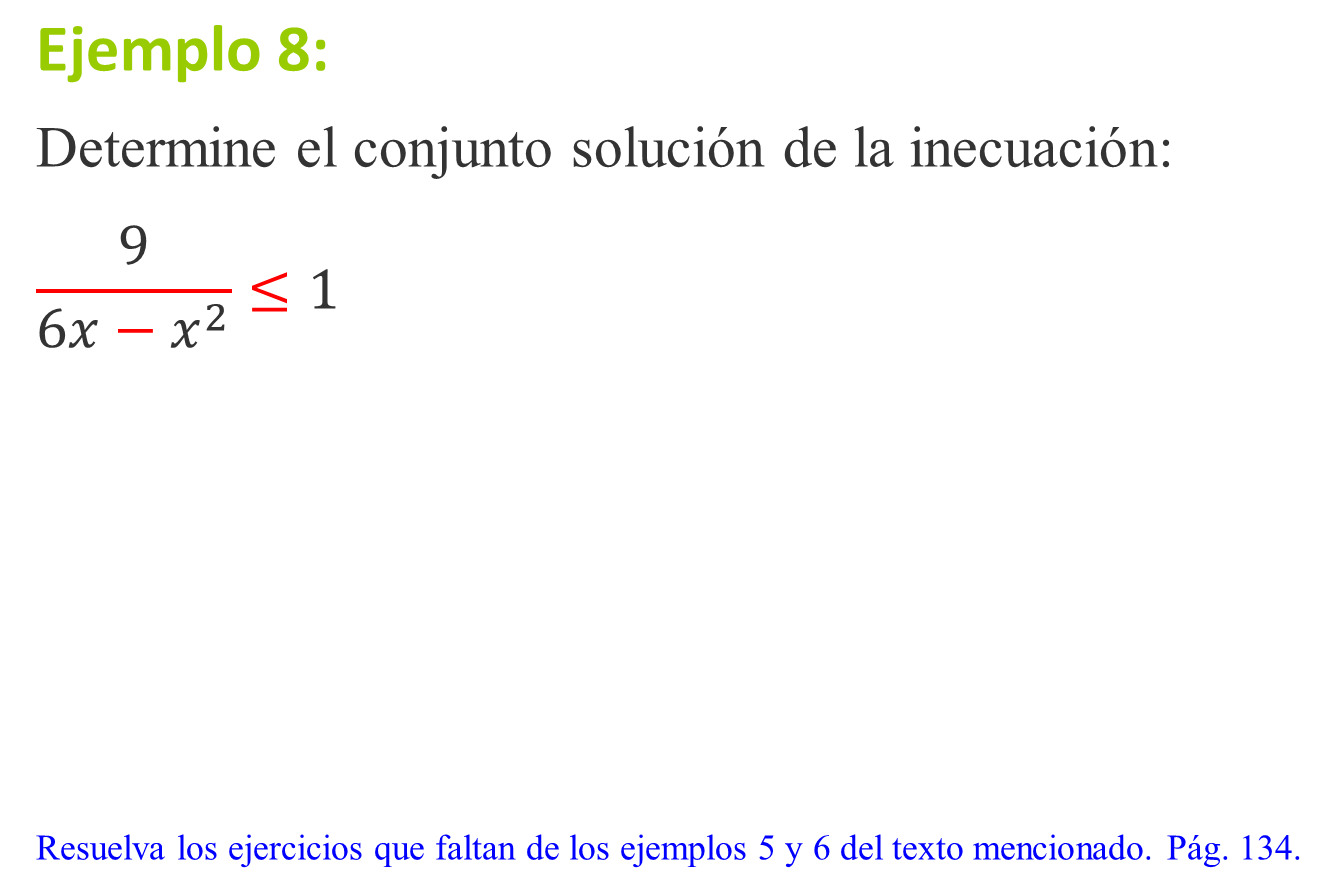 Ejemplo 8:
Determine el conjunto solución de la inecuación:
9
6x − x² ≤ 1
Resuelva los ejercicios que faltan de los ejemplos 5 y 6 del texto mencionado. Pág. 134.